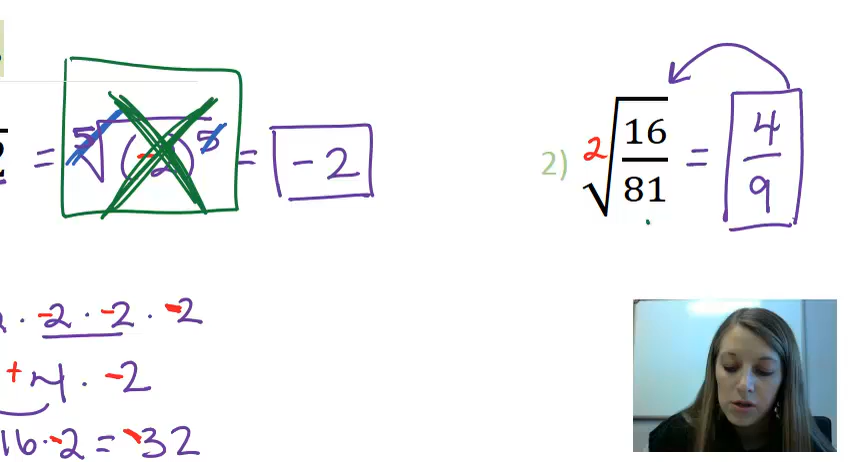 2 = ⁵√(-2)⁵ = -2
· -2 · -2 · -2
+4 · -2
16 · -2 = -32
2) ²√16/81 = 4/9